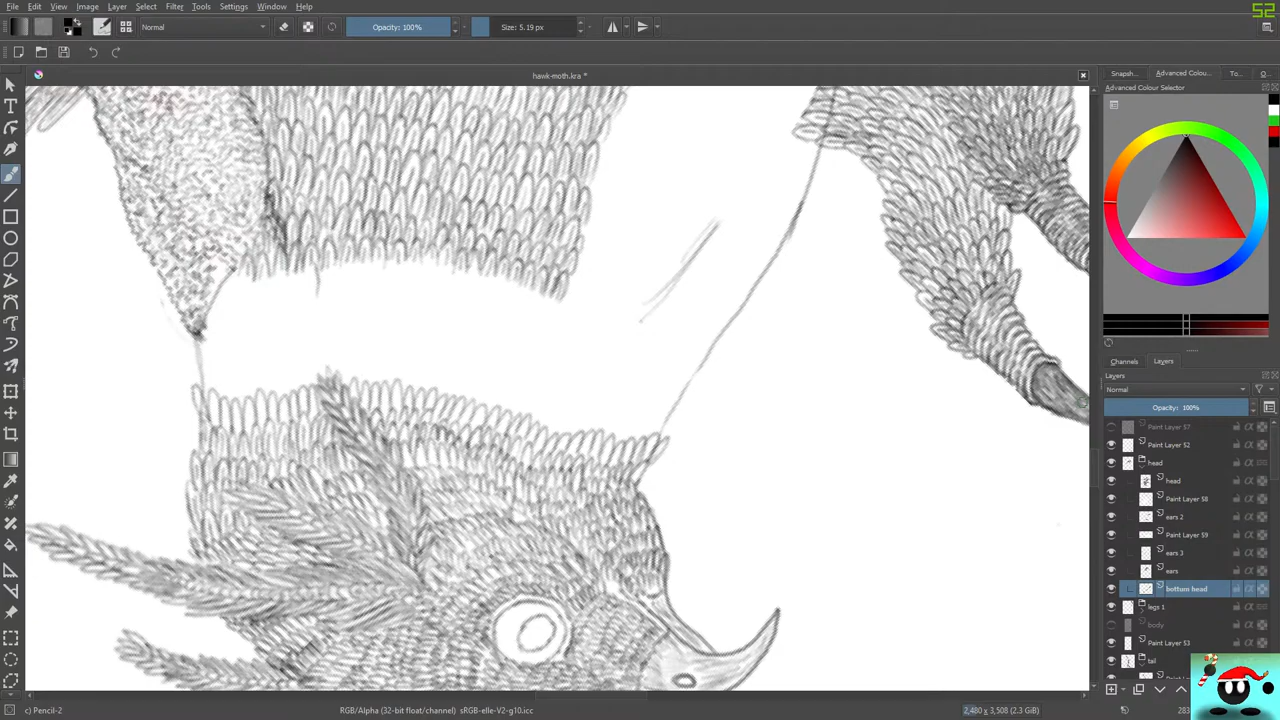 File Edit View Image Layer Select Filter Tools Settings Window Help
52
Normal Opacity: 100% Size: 5.19 px
hawk-moth.kra *
Snapsh... Advanced Colou... To... O...
Advanced Colour Selector
Channels Layers
Layers
Normal
Opacity: 100%
Paint Layer 57
Paint Layer 52
head
head
Paint Layer 58
ears 2
Paint Layer 59
ears 3
ears
bottum head
legs 1
body
Paint Layer 53
tail
c) Pencil-2 RGB/Alpha (32-bit float/channel) sRGB-elle-V2-g10.icc 2,480 x 3,508 (2.3 GiB) 283